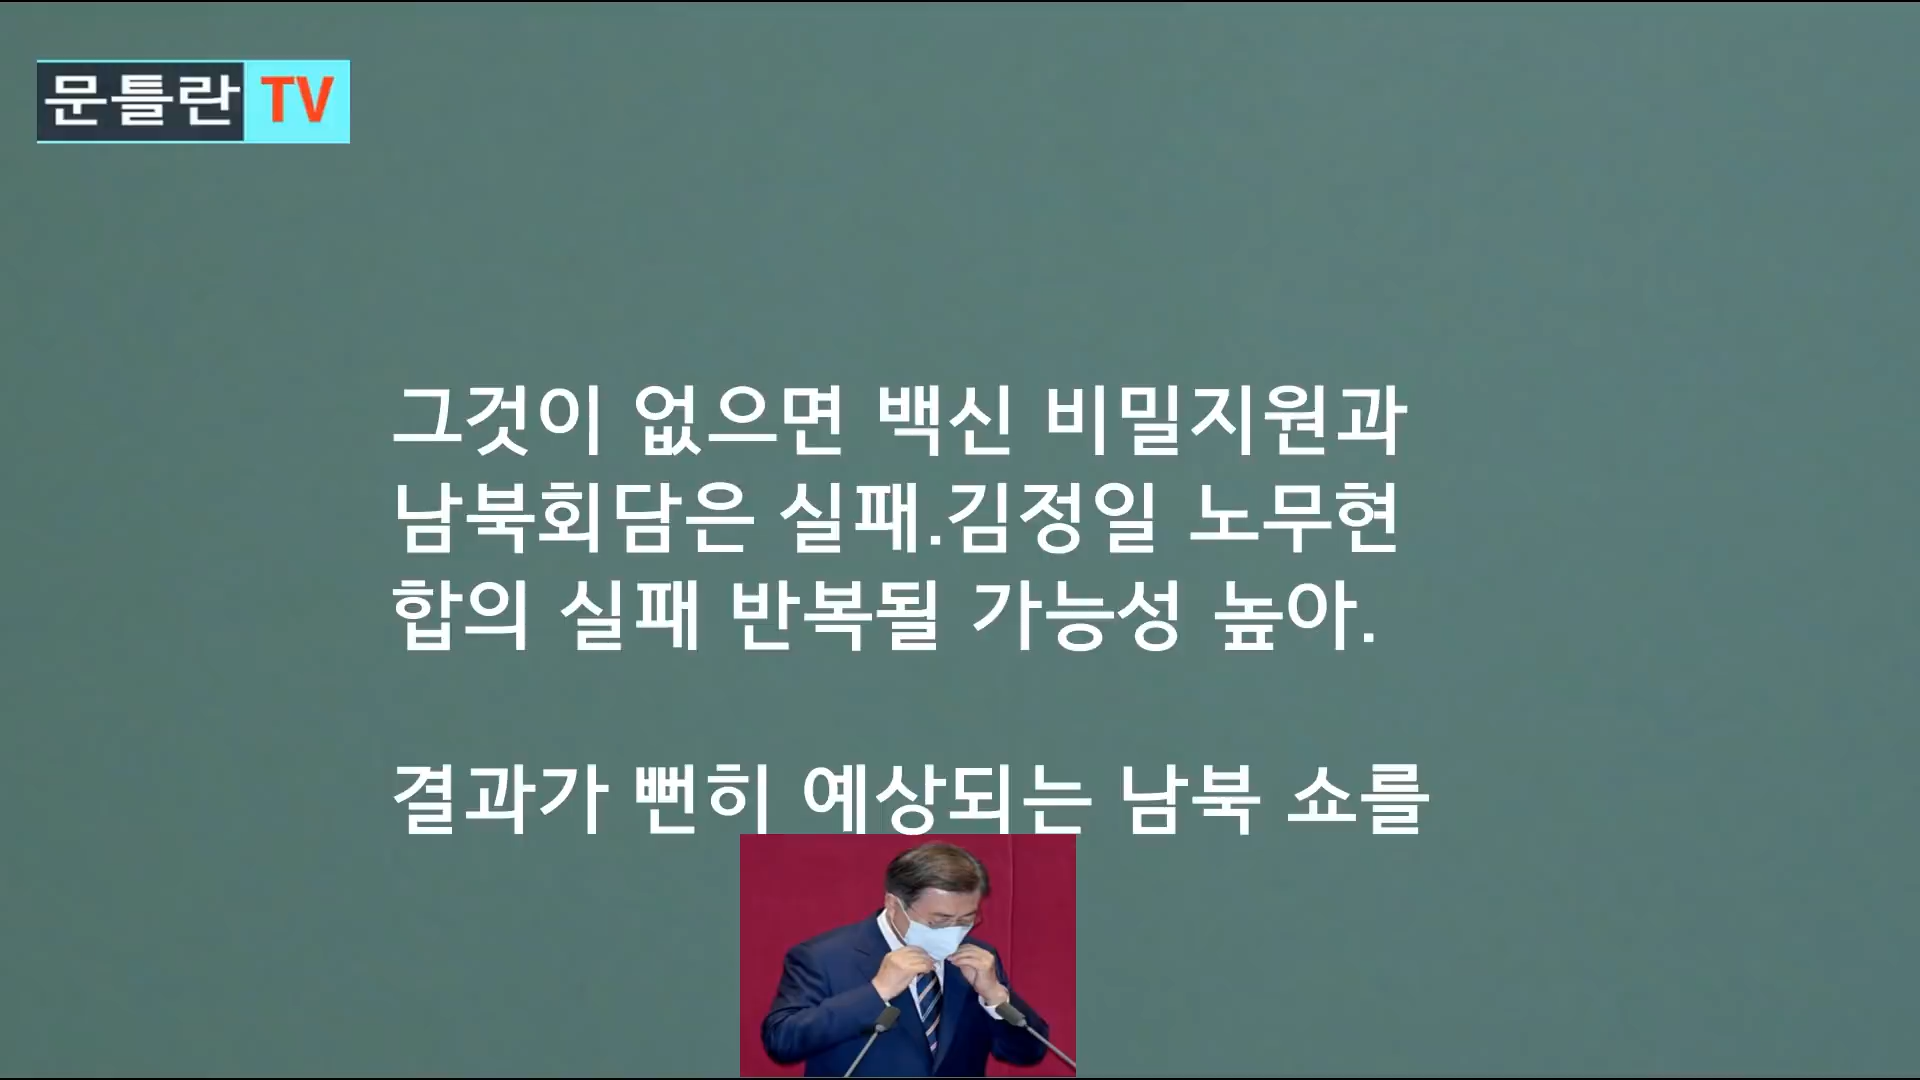 문틀란 TV
그것이 없으면 백신 비밀지원과
남북회담은 실패.김정일 노무현
합의 실패 반복될 가능성 높아.
결과가 뻔히 예상되는 남북 쇼를